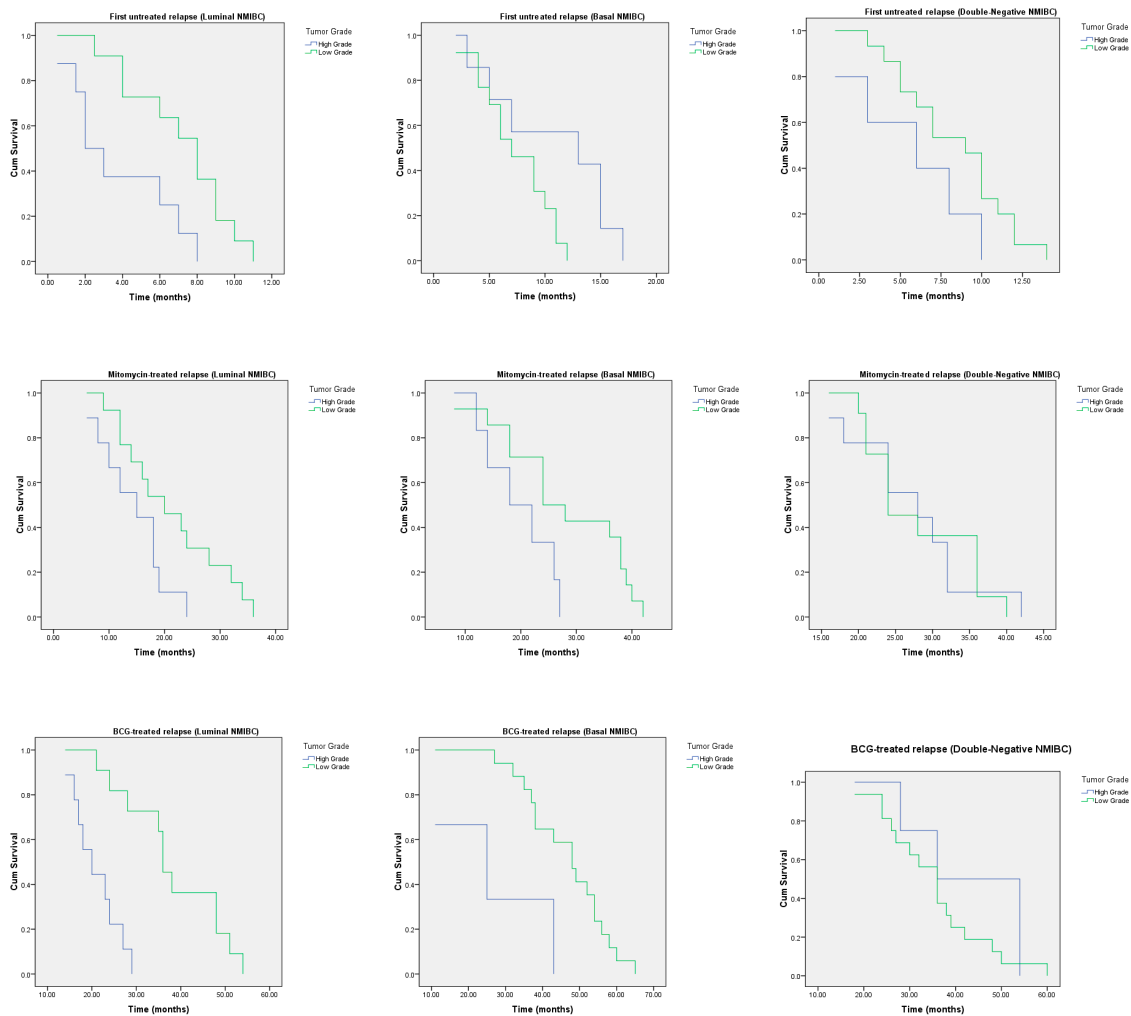 First untreated relapse (Luminal NMIBC)
Tumor Grade
High Grade
Low Grade
Cum Survival
1.0
0.8
0.6
0.4
0.2
0.0
0.00 2.00 4.00 6.00 8.00 10.00 12.00
Time (months)
First untreated relapse (Basal NMIBC)
Tumor Grade
High Grade
Low Grade
Cum Survival
1.0
0.8
0.6
0.4
0.2
0.0
0.00 5.00 10.00 15.00 20.00
Time (months)
First untreated relapse (Double-Negative NMIBC)
Tumor Grade
High Grade
Low Grade
Cum Survival
1.0
0.8
0.6
0.4
0.2
0.0
0.00 2.50 5.00 7.50 10.00 12.50
Time (months)
Mitomycin-treated relapse (Luminal NMIBC)
Tumor Grade
High Grade
Low Grade
Cum Survival
1.0
0.8
0.6
0.4
0.2
0.0
0.00 10.00 20.00 30.00 40.00
Time (months)
Mitomycin-treated relapse (Basal NMIBC)
Tumor Grade
High Grade
Low Grade
Cum Survival
1.0
0.8
0.6
0.4
0.2
0.0
10.00 20.00 30.00 40.00
Time (months)
Mitomycin-treated relapse (Double-Negative NMIBC)
Tumor Grade
High Grade
Low Grade
Cum Survival
1.0
0.8
0.6
0.4
0.2
0.0
15.00 20.00 25.00 30.00 35.00 40.00 45.00
Time (months)
BCG-treated relapse (Luminal NMIBC)
Tumor Grade
High Grade
Low Grade
Cum Survival
1.0
0.8
0.6
0.4
0.2
0.0
10.00 20.00 30.00 40.00 50.00 60.00
Time (months)
BCG-treated relapse (Basal NMIBC)
Tumor Grade
High Grade
Low Grade
Cum Survival
1.0
0.8
0.6
0.4
0.2
0.0
10.00 20.00 30.00 40.00 50.00 60.00 70.00
Time (months)
BCG-treated relapse (Double-Negative NMIBC)
Tumor Grade
High Grade
Low Grade
Cum Survival
1.0
0.8
0.6
0.4
0.2
0.0
10.00 20.00 30.00 40.00 50.00 60.00
Time (months)